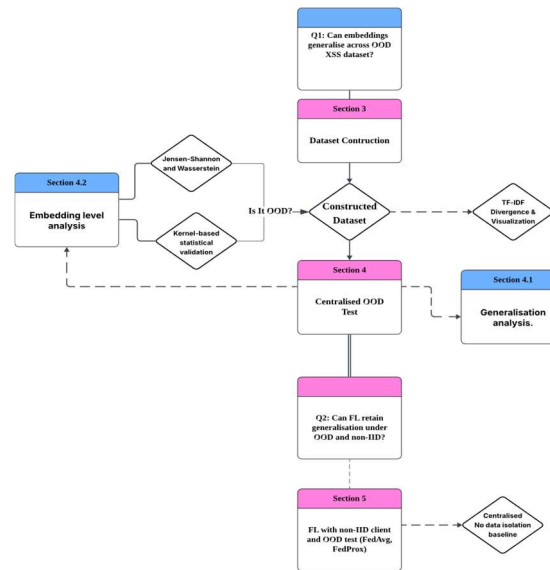 Q1: Can embeddings
generalise across OOD
XSS dataset?
Section 3
Dataset Contruction
Jensen-Shannon
and Wasserstein
Section 4.2
Embedding level
analysis
Is It OOD?
Constructed
Dataset
TF-IDF
Divergence &
Visualization
Kernel-based
statistical
validation
Section 4
Centralised OOD
Test
Section 4.1
Generalisation
analysis.
Q2: Can FL retain
generalisation under
OOD and non-IID?
Section 5
FL with non-IID client
and OOD test (FedAvg,
FedProx)
Centralised
No data isolation
baseline